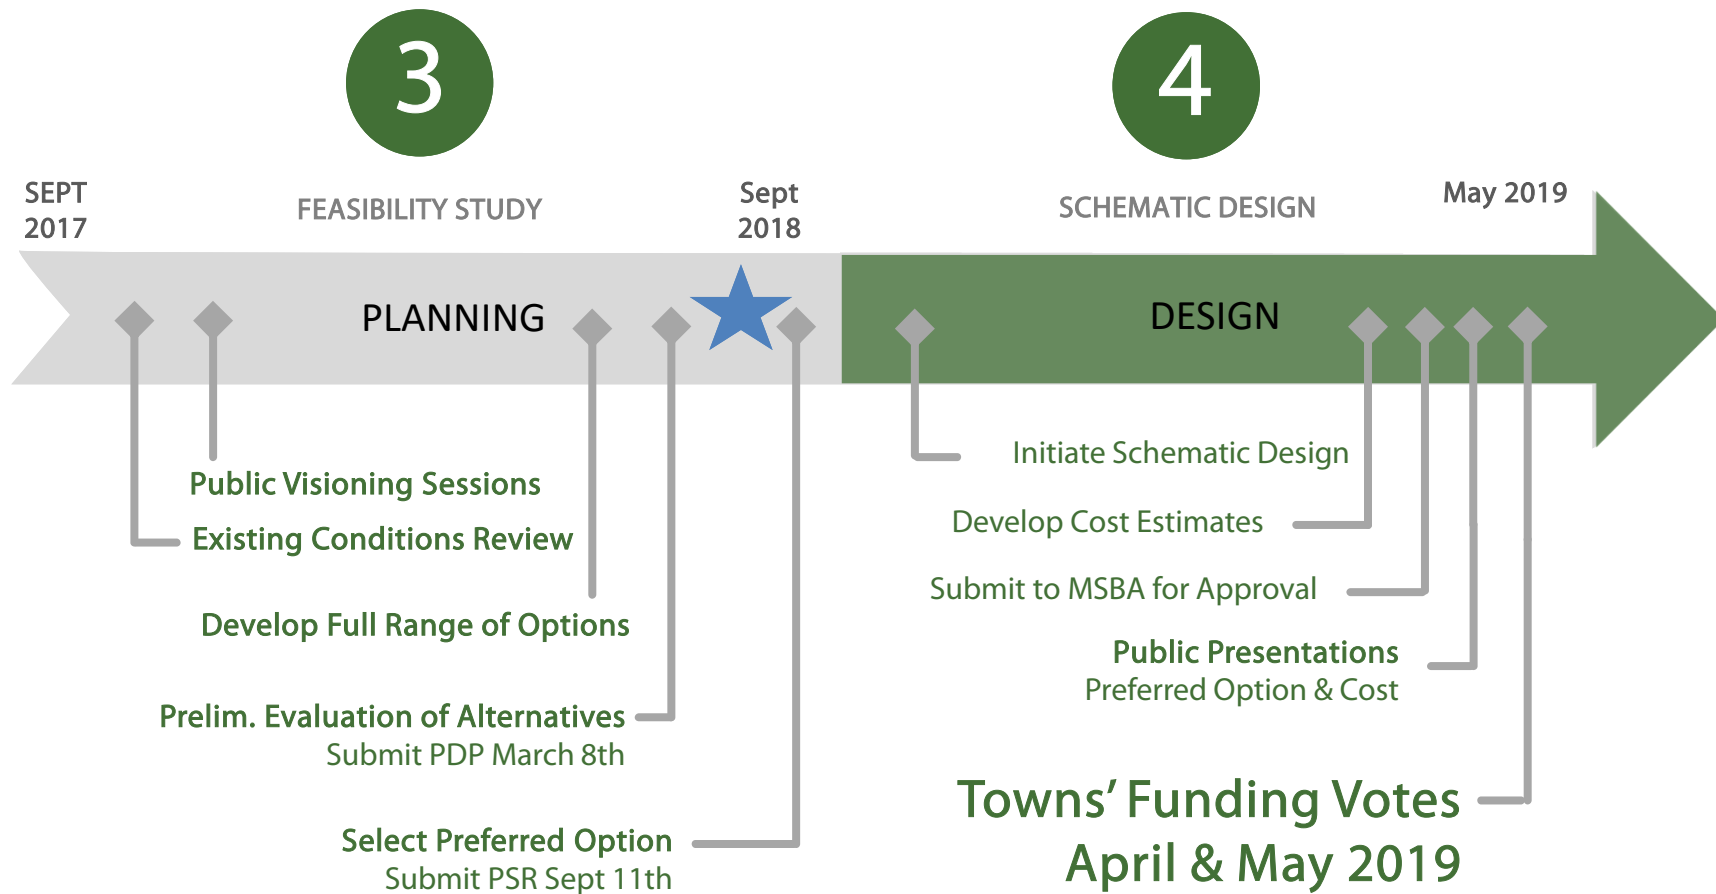 3
4
SEPT
2017
FEASIBILITY STUDY
Sept
2018
SCHEMATIC DESIGN
May 2019
PLANNING
DESIGN
Public Visioning Sessions
Existing Conditions Review
Develop Full Range of Options
Prelim. Evaluation of Alternatives
Submit PDP March 8th
Select Preferred Option
Submit PSR Sept 11th
Initiate Schematic Design
Develop Cost Estimates
Submit to MSBA for Approval
Public Presentations
Preferred Option & Cost
Towns’ Funding Votes
April & May 2019